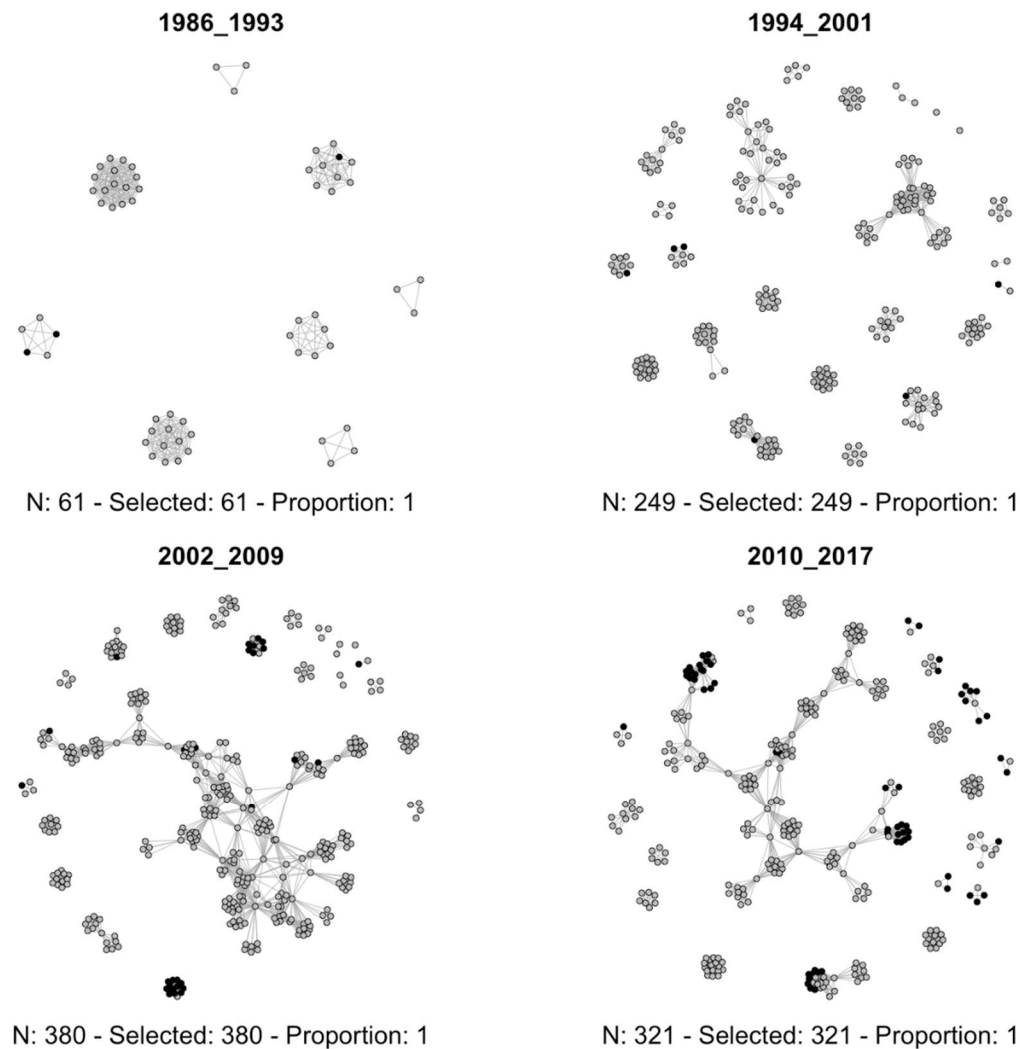 1986_1993
1994_2001
N: 61 - Selected: 61 - Proportion: 1
N: 249 - Selected: 249 - Proportion: 1
2002_2009
2010_2017
N: 380 - Selected: 380 - Proportion: 1
N: 321 - Selected: 321 - Proportion: 1